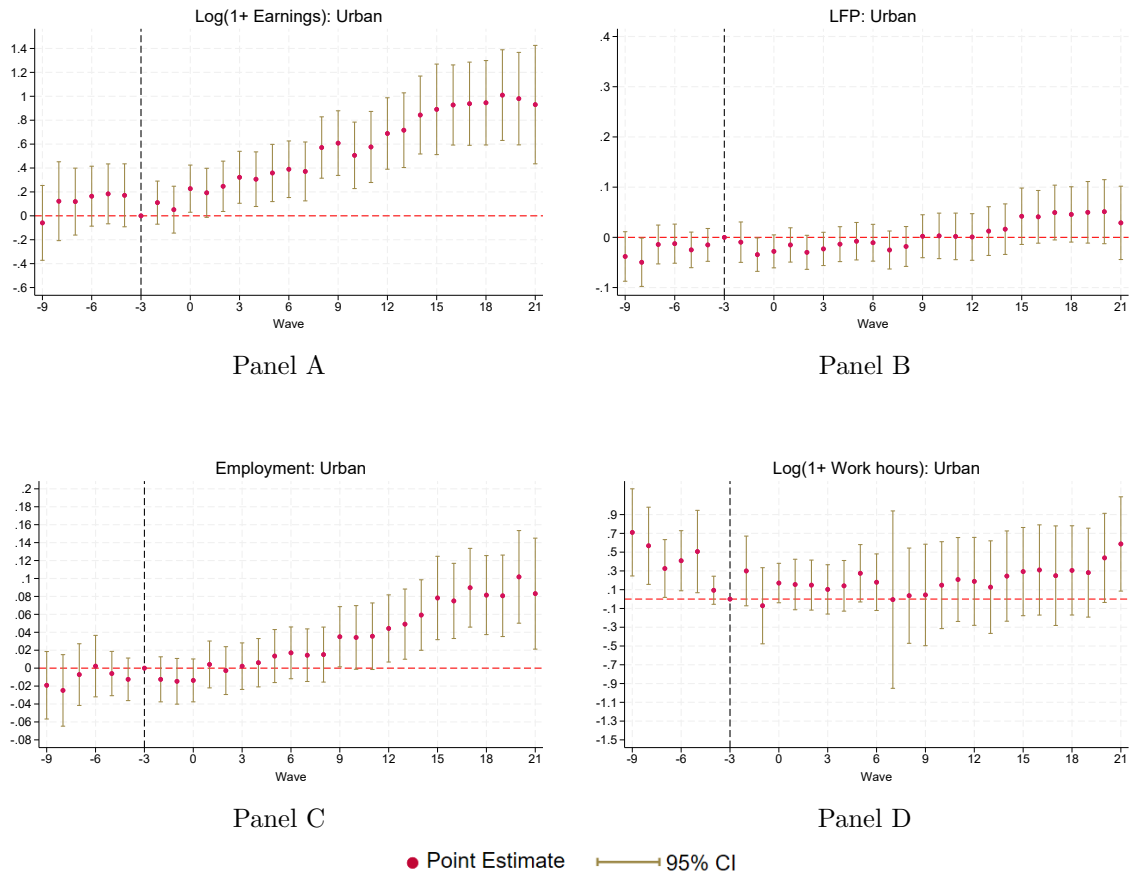 Log(1+ Earnings): Urban
1.4
1.2
1
.8
.6
.4
.2
0
-.2
-.4
-.6
-9 -6 -3 0 3 6 9 12 15 18 21
Wave
Panel A
LFP: Urban
.4
.3
.2
.1
0
-.1
-9 -6 -3 0 3 6 9 12 15 18 21
Wave
Panel B
Employment: Urban
.2
.18
.16
.14
.12
.1
.08
.06
.04
.02
0
-.02
-.04
-.06
-.08
-9 -6 -3 0 3 6 9 12 15 18 21
Wave
Panel C
Log(1+ Work hours): Urban
.9
.7
.5
.3
.1
-.1
-.3
-.5
-.7
-.9
-1.1
-1.3
-1.5
-9 -6 -3 0 3 6 9 12 15 18 21
Wave
Panel D
Point Estimate 95% CI